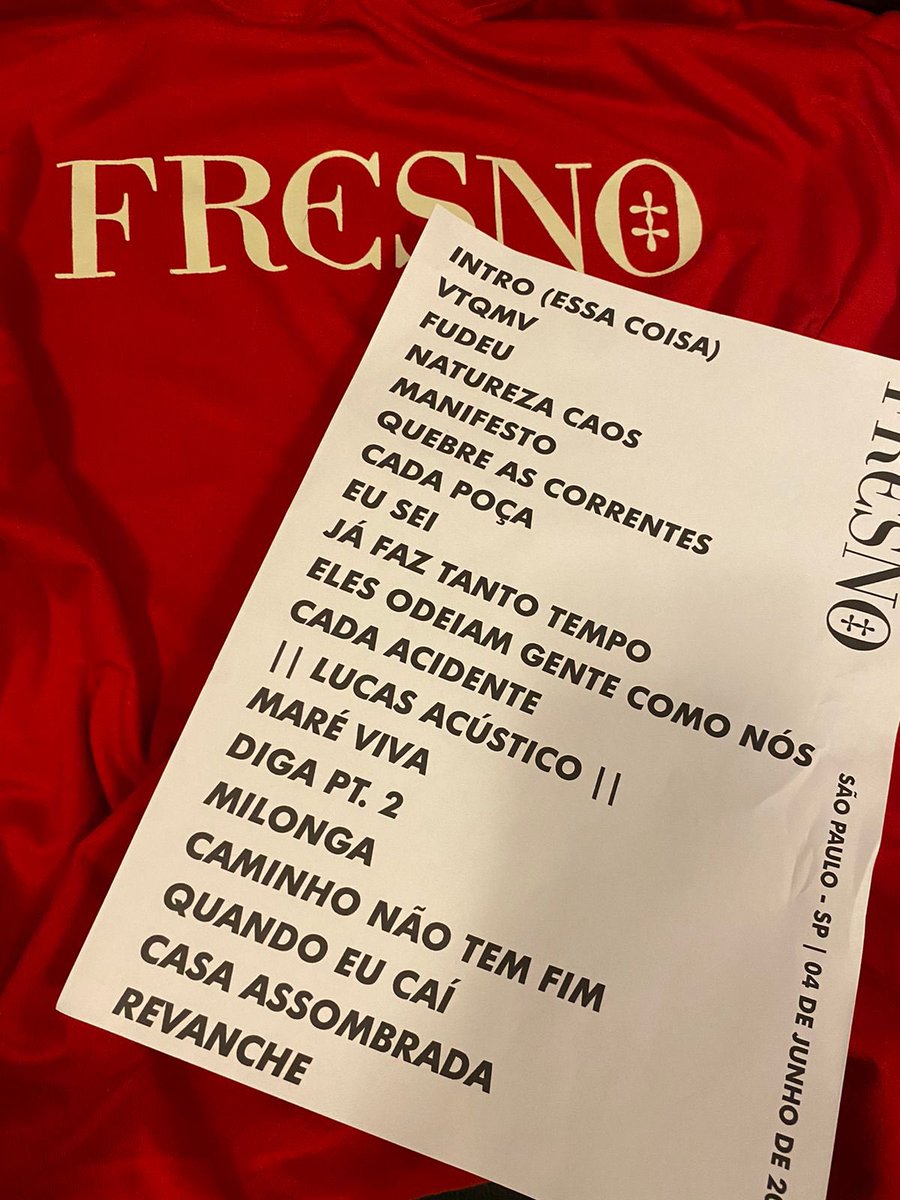 FRESNO
INTRO (ESSA COISA)
VTQMV
FUDEU
NATUREZA CAOS
MANIFESTO
QUEBRE AS CORRENTES
CADA POÇA
EU SEI
JÁ FAZ TANTO TEMPO
ELES ODEIAM GENTE COMO NÓS
CADA ACIDENTE
|| LUCAS ACÚSTICO ||
MARÉ VIVA
DIGA PT. 2
MILONGA
CAMINHO NÃO TEM FIM
QUANDO EU CAÍ
CASA ASSOMBRADA
REVANCHE
FRESNO
SÃO PAULO - SP | 04 DE JUNHO DE